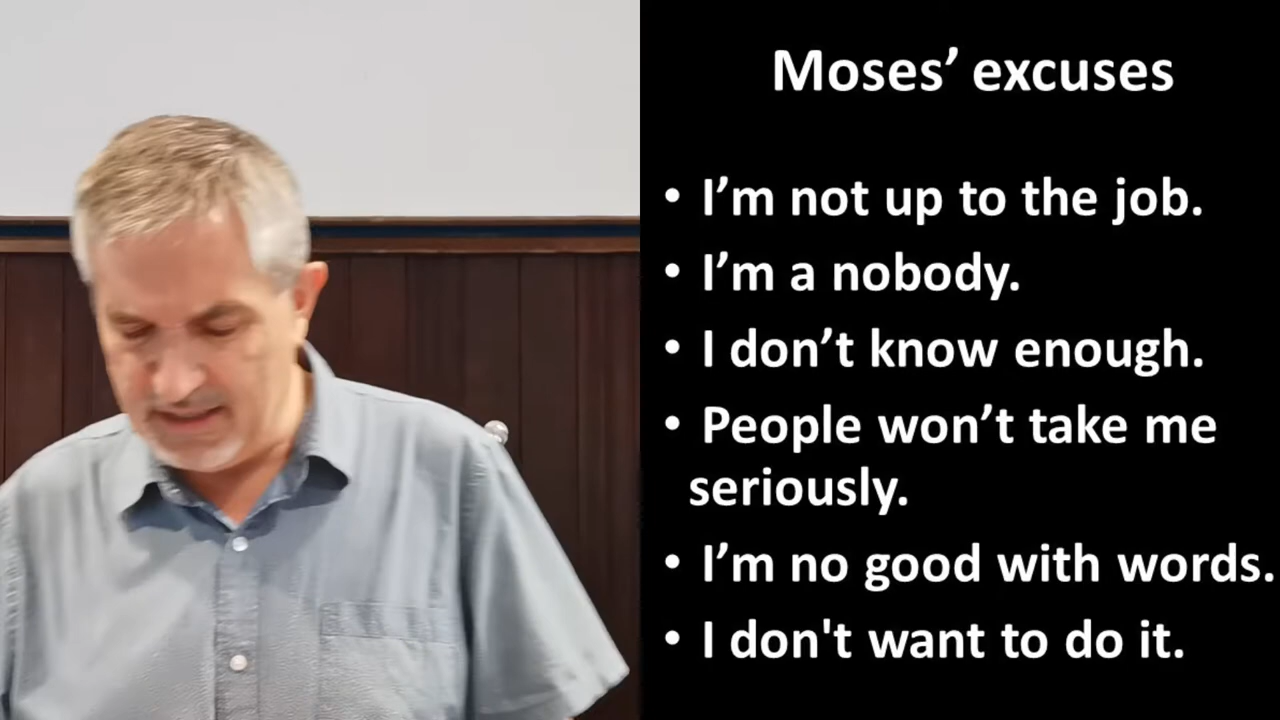 Moses’ excuses
• I’m not up to the job.
• I’m a nobody.
• I don’t know enough.
• People won’t take me
seriously.
• I’m no good with words.
• I don't want to do it.